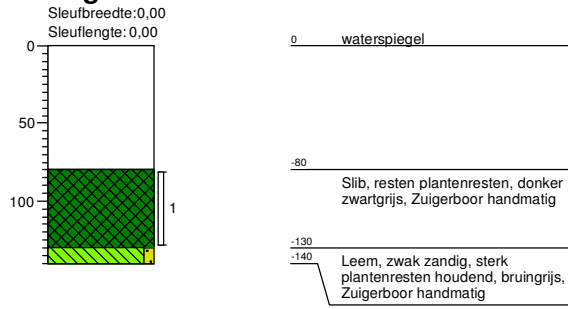 Sleufbreedte:0,00
Sleuflengte: 0,00
0
50
100
1
0 waterspiegel
-80
Slib, resten plantenresten, donker
zwartgrijs, Zuigerboor handmatig
-130
-140
Leem, zwak zandig, sterk
plantenresten houdend, bruingrijs,
Zuigerboor handmatig